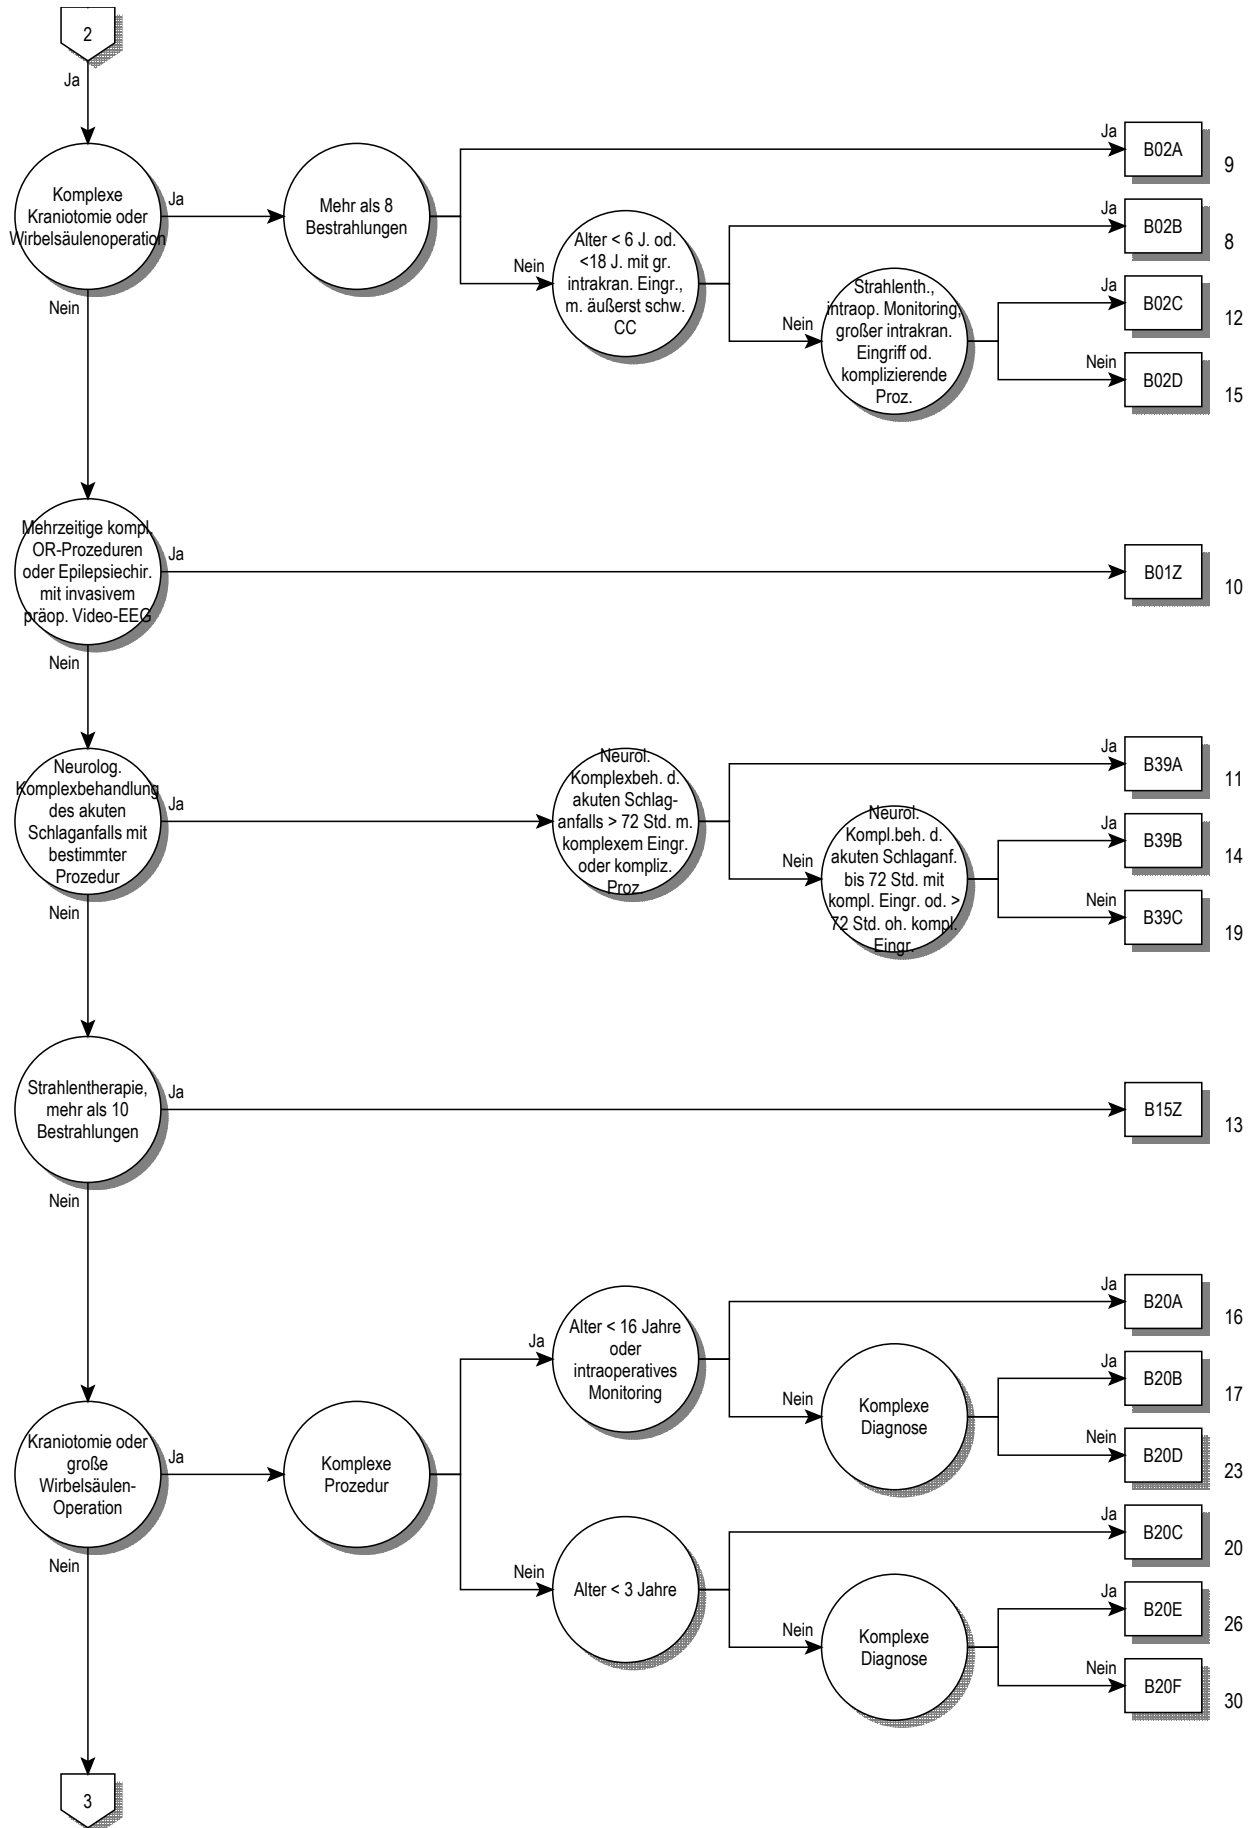 2
Ja
Komplexe
Kraniotomie oder
Wirbelsäulenoperation
Ja
Mehr als 8
Bestrahlungen
Ja
B02A
9
Nein
Alter < 6 J. od.
<18 J. mit gr.
intrakran. Eingr.,
m. äußerst schw.
CC
Ja
B02B
8
Nein
Strahlenth.,
intraop. Monitoring,
großer intrakran.
Eingriff od.
komplizierende
Proz.
Ja
B02C
12
Nein
B02D
15
Nein
Mehrzeitige kompl.
OR-Prozeduren
oder Epilepsiechir.
mit invasivem
präop. Video-EEG
Ja
B01Z
10
Nein
Neurolog.
Komplexbehandlung
des akuten
Schlaganfalls mit
bestimmter
Prozedur
Ja
Neurol.
Komplexbeh. d.
akuten Schlag-
anfalls > 72 Std. m.
komplexem Eingr.
oder kompliz.
Proz.
Ja
B39A
11
Nein
Neurol.
Kompl.beh. d.
akuten Schlaganf.
bis 72 Std. mit
kompl. Eingr. od. >
72 Std. oh. kompl.
Eingr.
Ja
B39B
14
Nein
B39C
19
Nein
Strahlentherapie,
mehr als 10
Bestrahlungen
Ja
B15Z
13
Nein
Kraniotomie oder
große
Wirbelsäulen-
Operation
Ja
Komplexe
Prozedur
Ja
Alter < 16 Jahre
oder
intraoperatives
Monitoring
Ja
B20A
16
Nein
Komplexe
Diagnose
Ja
B20B
17
Nein
B20D
23
Nein
Alter < 3 Jahre
Ja
B20C
20
Nein
Komplexe
Diagnose
Ja
B20E
26
Nein
B20F
30
Nein
3